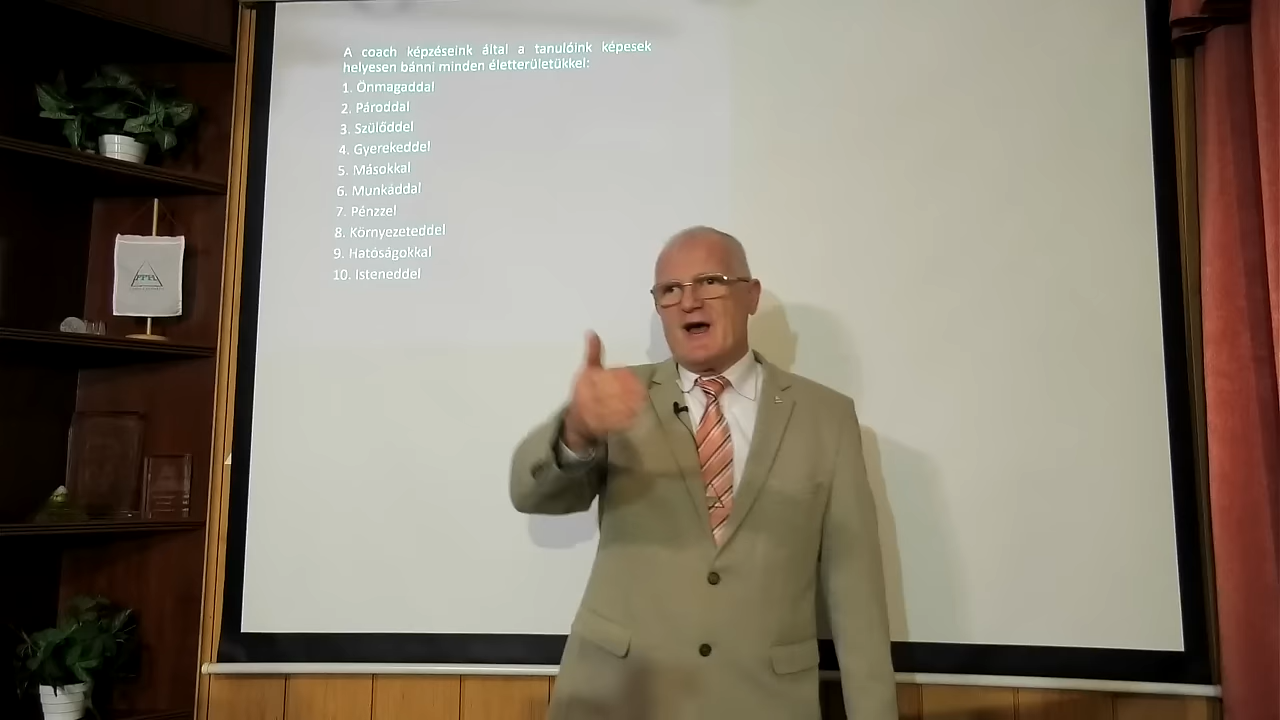 A coach képzéseink által a tanulóink képesek
helyesen bánni minden életterületükkel:
1. Önmagaddal
2. Pároddal
3. Szülőddel
4. Gyerekeddel
5. Másokkal
6. Munkáddal
7. Pénzzel
8. Környezeteddel
9. Hatóságokkal
10. Isteneddel